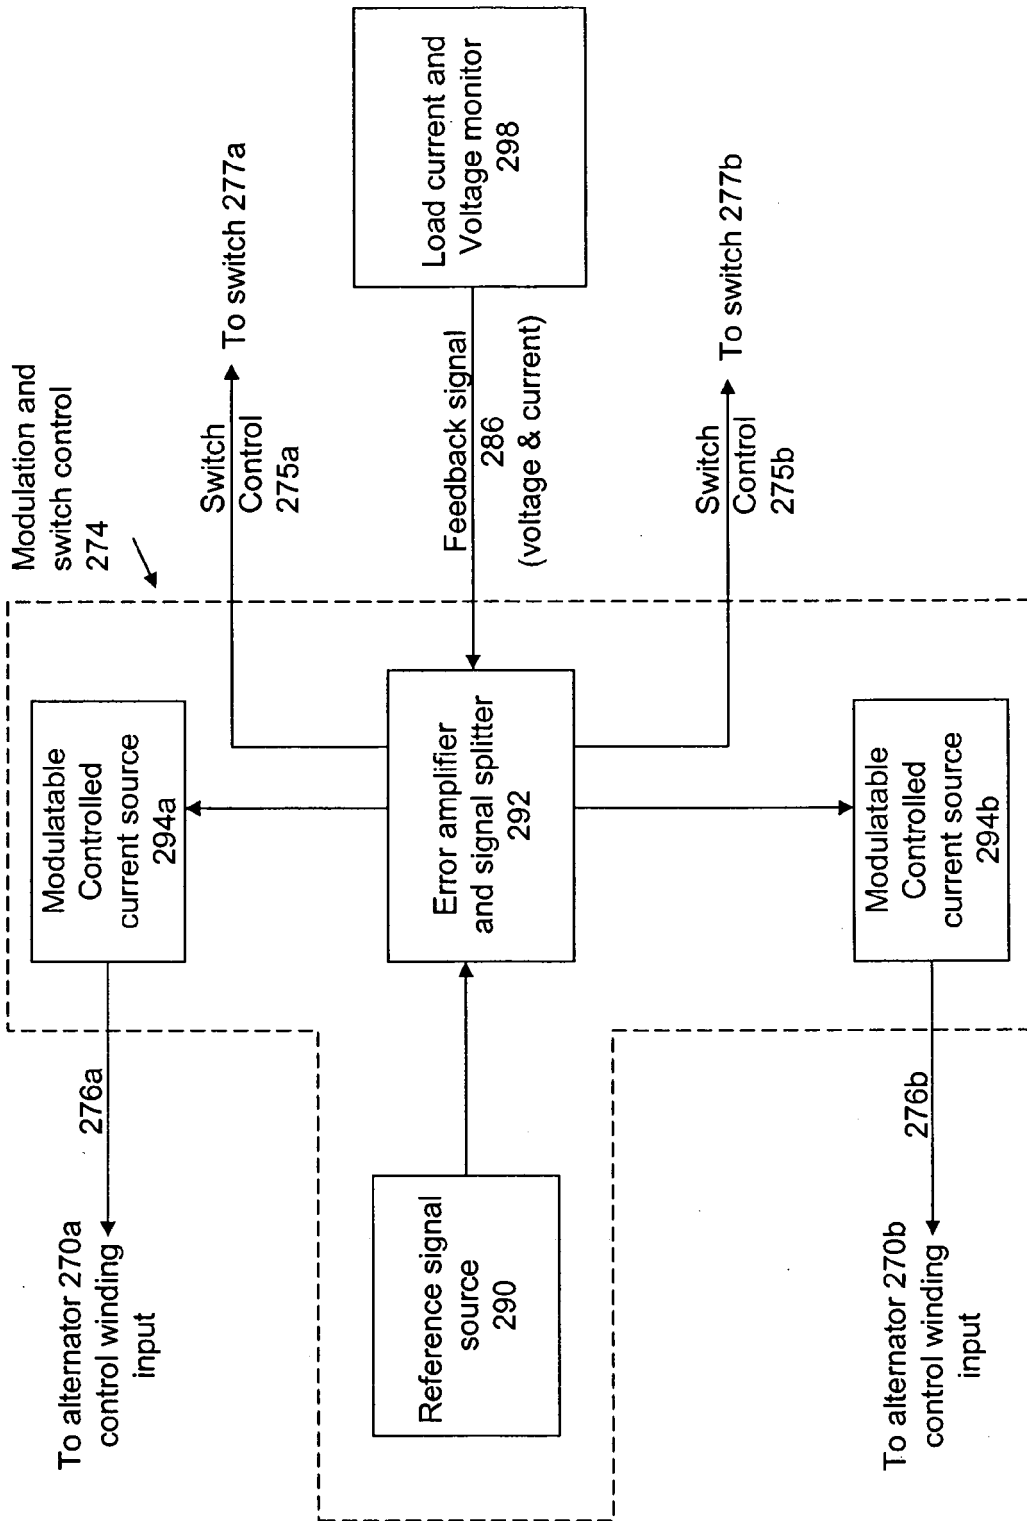 Modulation and
switch control
274
To alternator 270a
control winding
input
276a
Modulatable
Controlled
current source
294a
Switch
Control
275a
To switch 277a
Reference signal
source
290
Error amplifier
and signal splitter
292
Feedback signal
286
(voltage & current)
Load current and
Voltage monitor
298
To alternator 270b
control winding
input
276b
Modulatable
Controlled
current source
294b
Switch
Control
275b
To switch 277b